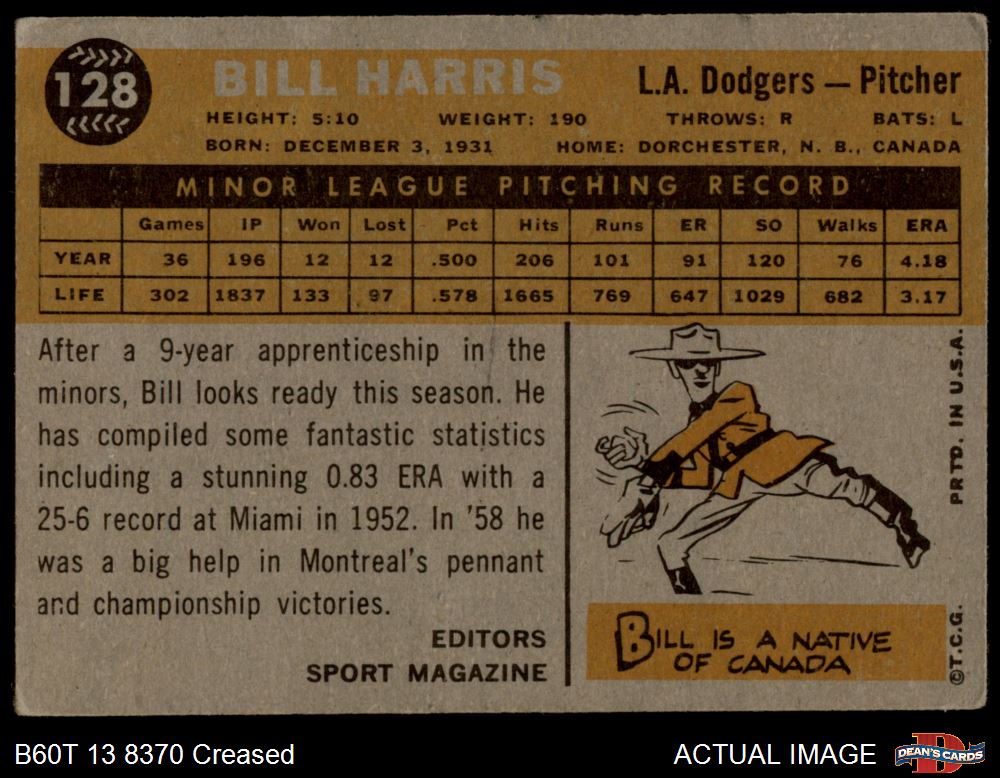 128
BILL HARRIS
L.A. Dodgers — Pitcher
HEIGHT: 5:10 WEIGHT: 190 THROWS: R BATS: L
BORN: DECEMBER 3, 1931 HOME: DORCHESTER, N. B., CANADA
MINOR LEAGUE PITCHING RECORD
Games IP Won Lost Pct Hits Runs ER SO Walks ERA
YEAR 36 196 12 12 .500 206 101 91 120 76 4.18
LIFE 302 1837 133 97 .578 1665 769 647 1029 682 3.17
After a 9-year apprenticeship in the
minors, Bill looks ready this season. He
has compiled some fantastic statistics
including a stunning 0.83 ERA with a
25-6 record at Miami in 1952. In '58 he
was a big help in Montreal's pennant
and championship victories.
EDITORS
SPORT MAGAZINE
BILL IS A NATIVE
OF CANADA
©T.C.G. PRTD. IN U.S.A.
B60T 13 8370 Creased
ACTUAL IMAGE
DEAN'S CARDS